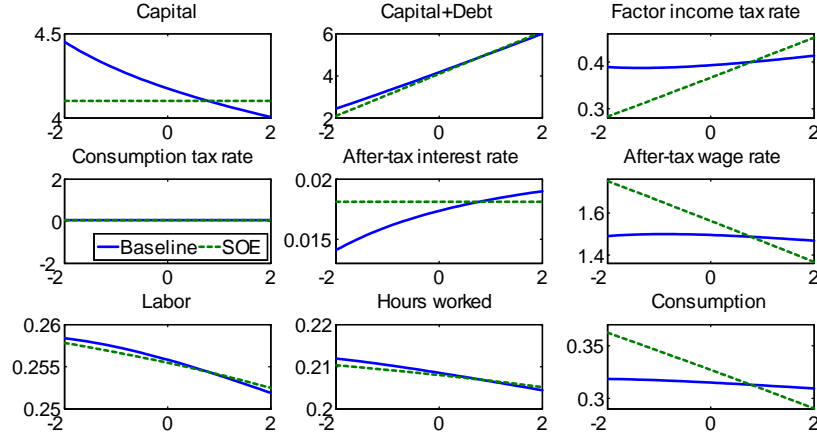 Capital
Capital+Debt
Factor income tax rate
4.5
4
-2 0 2
6
4
2
-2 0 2
0.4
0.3
-2 0 2
Consumption tax rate
After-tax interest rate
After-tax wage rate
2
0
-2
-2 0 2
Baseline SOE
0.02
0.015
-2 0 2
1.6
1.4
-2 0 2
Labor
Hours worked
Consumption
0.26
0.255
0.25
-2 0 2
0.22
0.21
0.2
-2 0 2
0.35
0.3
-2 0 2